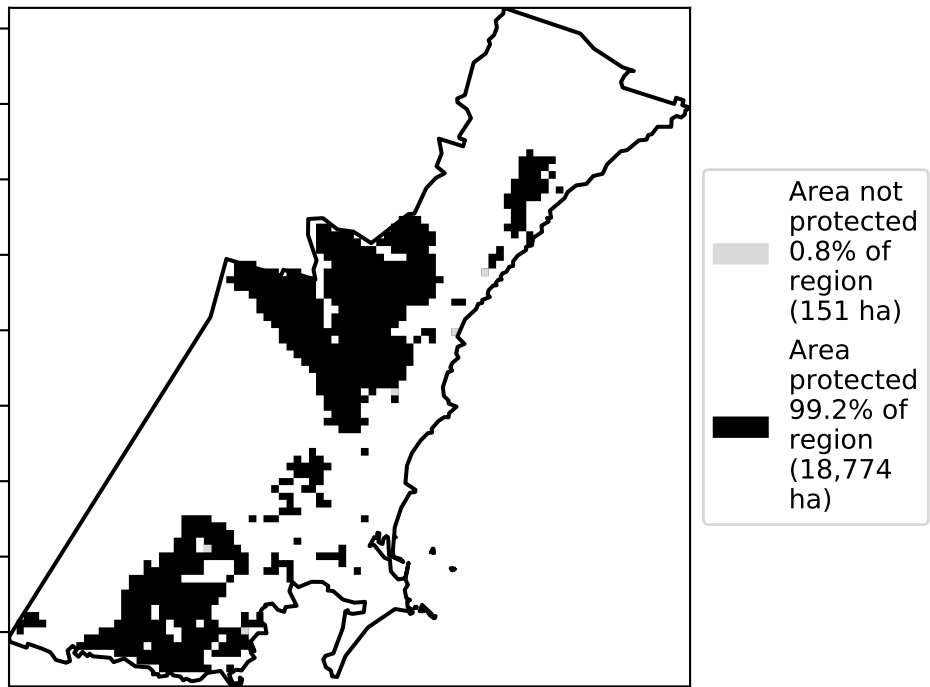 Area not
protected
0.8% of
region
(151 ha)
Area
protected
99.2% of
region
(18,774
ha)